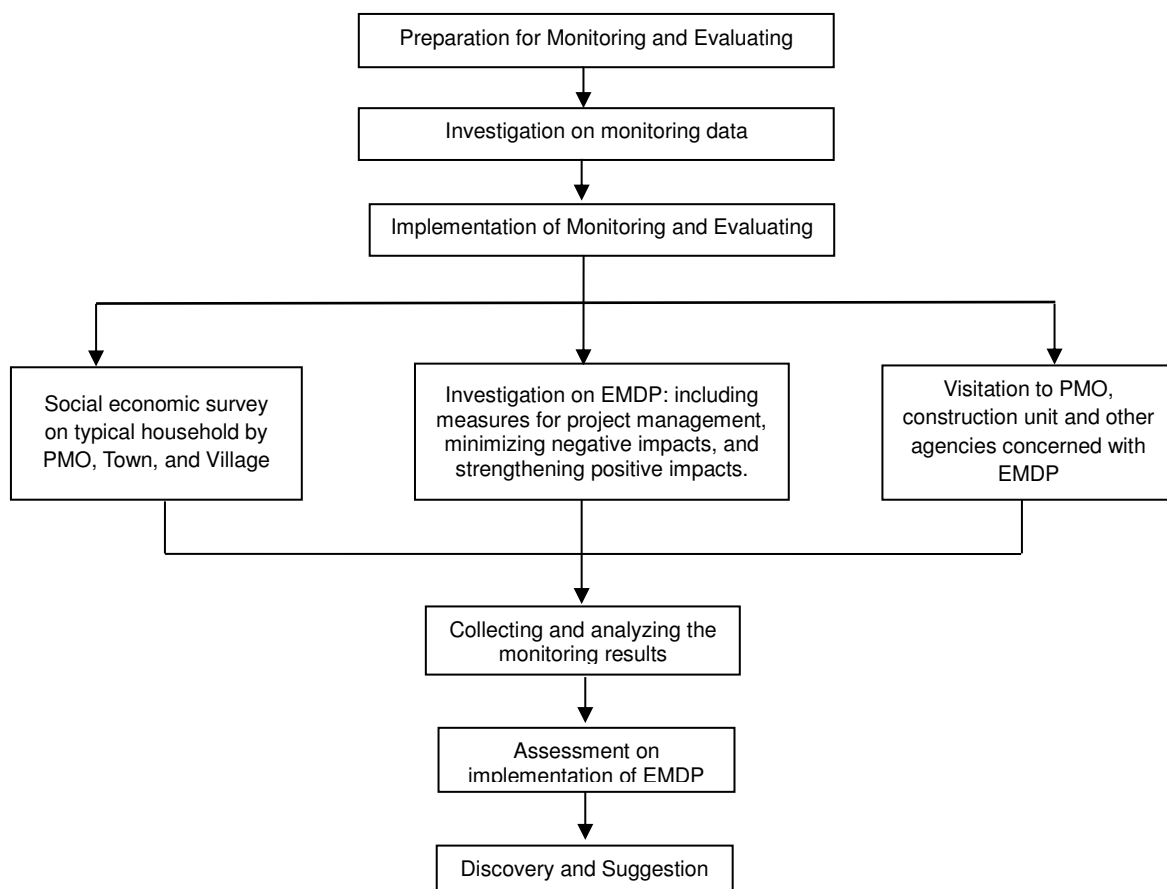 Preparation for Monitoring and Evaluating
Investigation on monitoring data
Implementation of Monitoring and Evaluating
Social economic survey
on typical household by
PMO, Town, and Village
Investigation on EMDP: including
measures for project management,
minimizing negative impacts, and
strengthening positive impacts.
Visitation to PMO,
construction unit and other
agencies concerned with
EMDP
Collecting and analyzing the
monitoring results
Assessment on
implementation of EMDP
Discovery and Suggestion